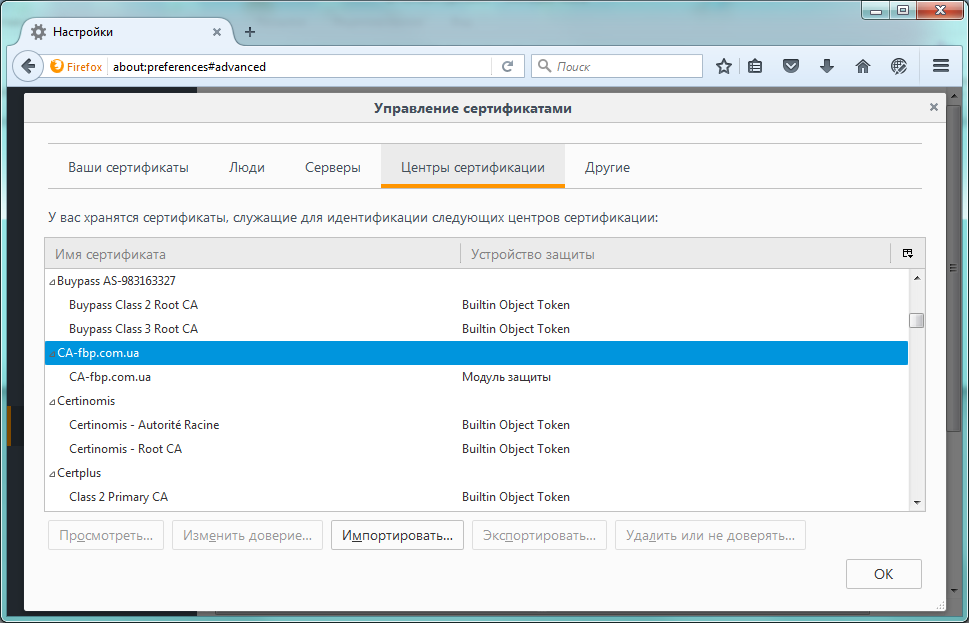 Настройки
Firefox
about:preferences#advanced
Поиск
Управление сертификатами
Ваши сертификаты
Люди
Серверы
Центры сертификации
Другие
У вас хранятся сертификаты, служащие для идентификации следующих центров сертификации:
Имя сертификата
Устройство защиты
Buypass AS-983163327
Buypass Class 2 Root CA
Builtin Object Token
Buypass Class 3 Root CA
Builtin Object Token
CA-fbp.com.ua
CA-fbp.com.ua
Модуль защиты
Certinomis
Certinomis - Autorité Racine
Builtin Object Token
Certinomis - Root CA
Builtin Object Token
Certplus
Class 2 Primary CA
Builtin Object Token
Просмотреть...
Изменить доверие...
Импортировать...
Экспортировать...
Удалить или не доверять...
OK